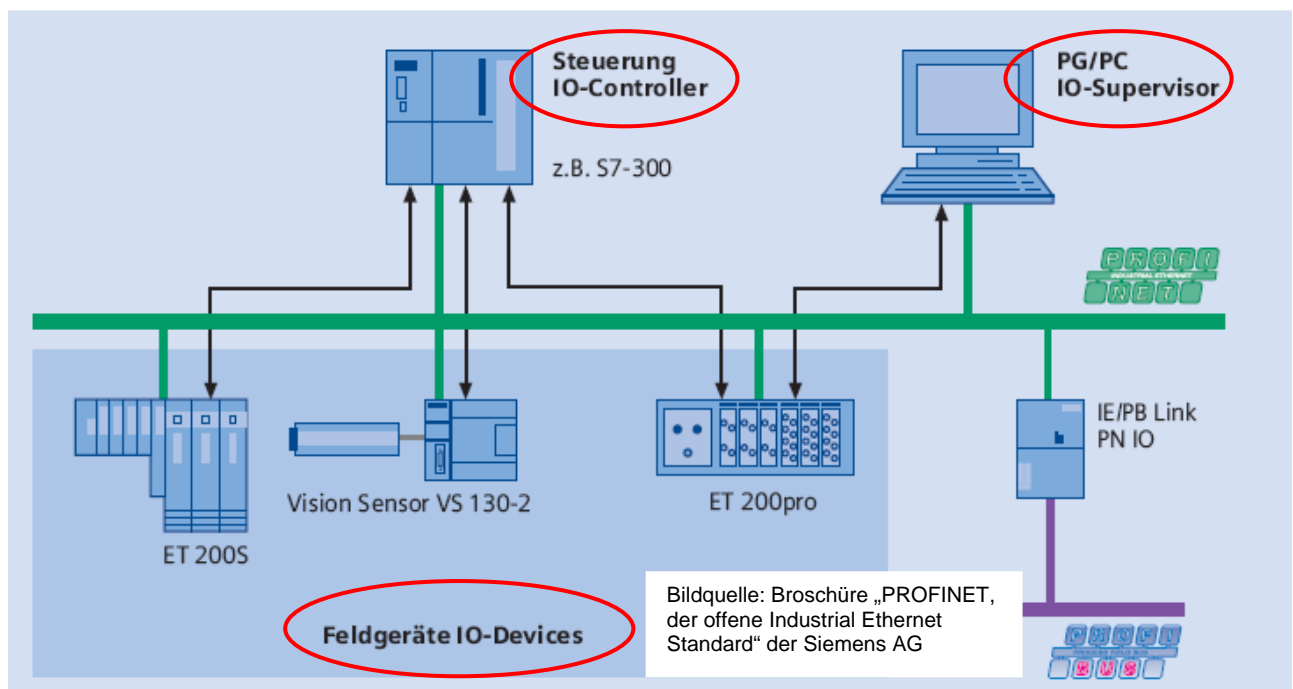 Steuerung
IO-Controller
z.B. S7-300
PG/PC
IO-Supervisor
PROFI
INDUSTRIAL ETHERNET
NET
IE/PB Link
PN IO
Vision Sensor VS 130-2
ET 200pro
ET 200S
Feldgeräte IO-Devices
Bildquelle: Broschüre „PROFINET,
der offene Industrial Ethernet
Standard“ der Siemens AG
PROFI
BUS